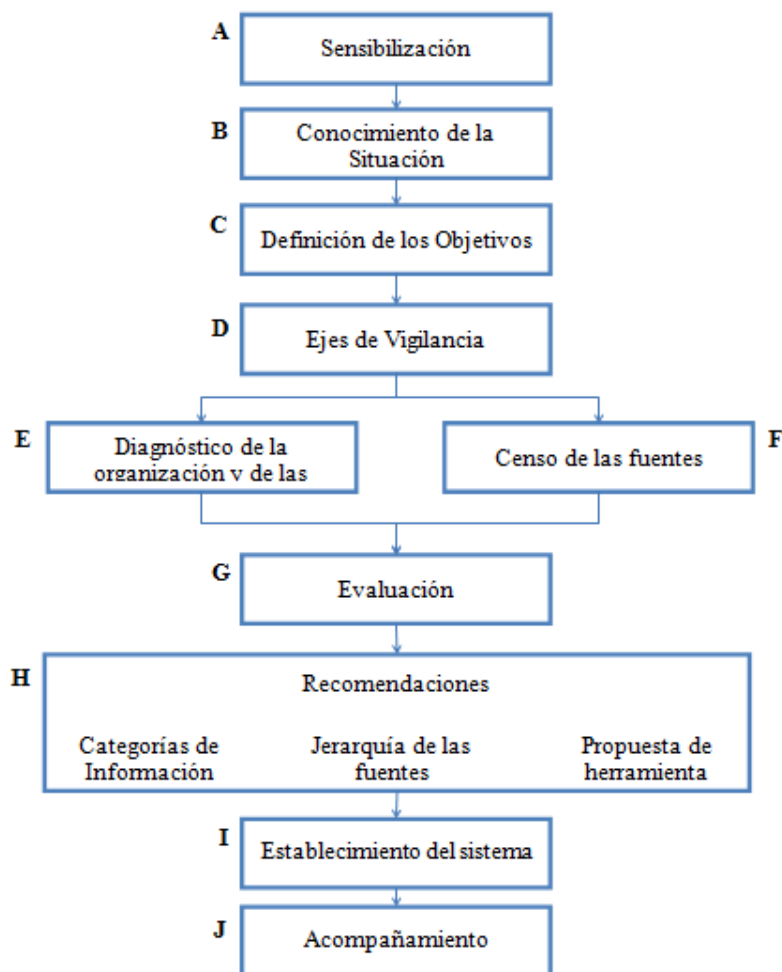 A
Sensibilización
B
Conocimiento de la
Situación
C
Definición de los Objetivos
D
Ejes de Vigilancia
E
Diagnóstico de la
organización y de las
F
Censo de las fuentes
G
Evaluación
H
Recomendaciones
Categorías de
Información
Jerarquía de las
fuentes
Propuesta de
herramienta
I
Establecimiento del sistema
J
Acompañamiento